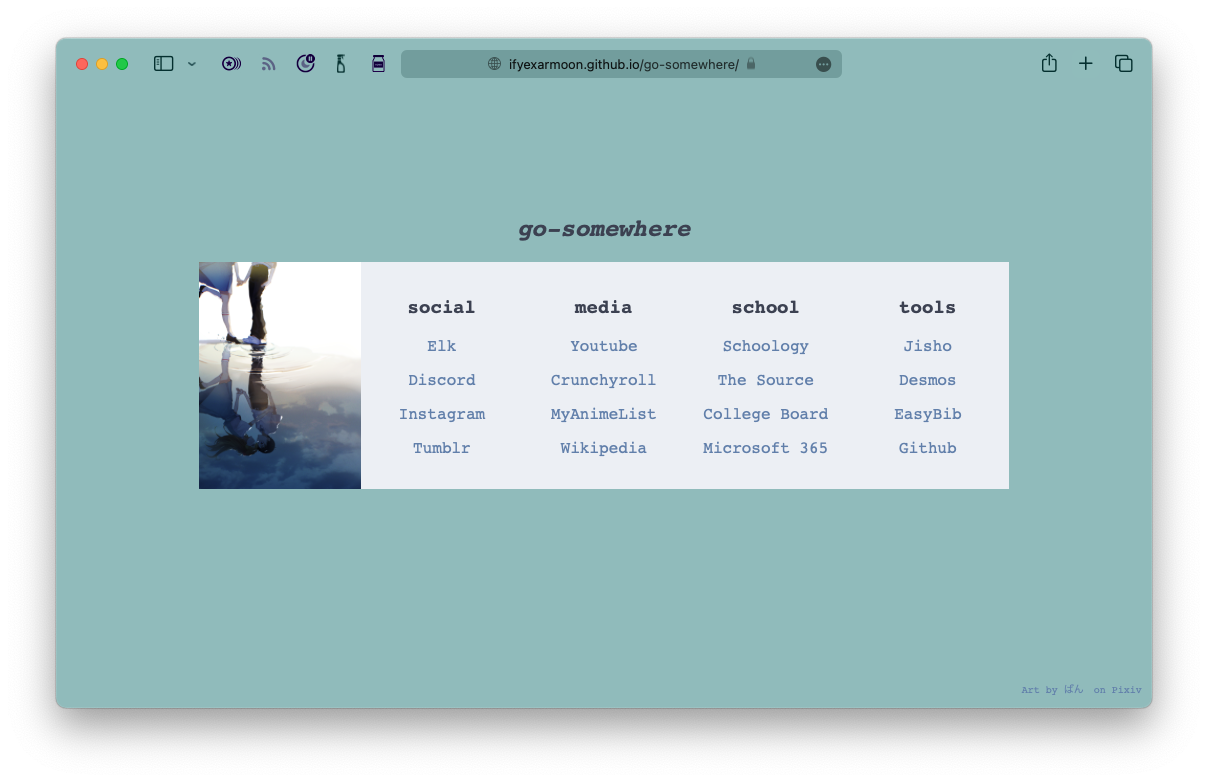 ifyexarmoon.github.io/go-somewhere/
go-somewhere
social
Elk
Discord
Instagram
Tumblr
media
Youtube
Crunchyroll
MyAnimeList
Wikipedia
school
Schoology
The Source
College Board
Microsoft 365
tools
Jisho
Desmos
EasyBib
Github
Art by ばん on Pixiv